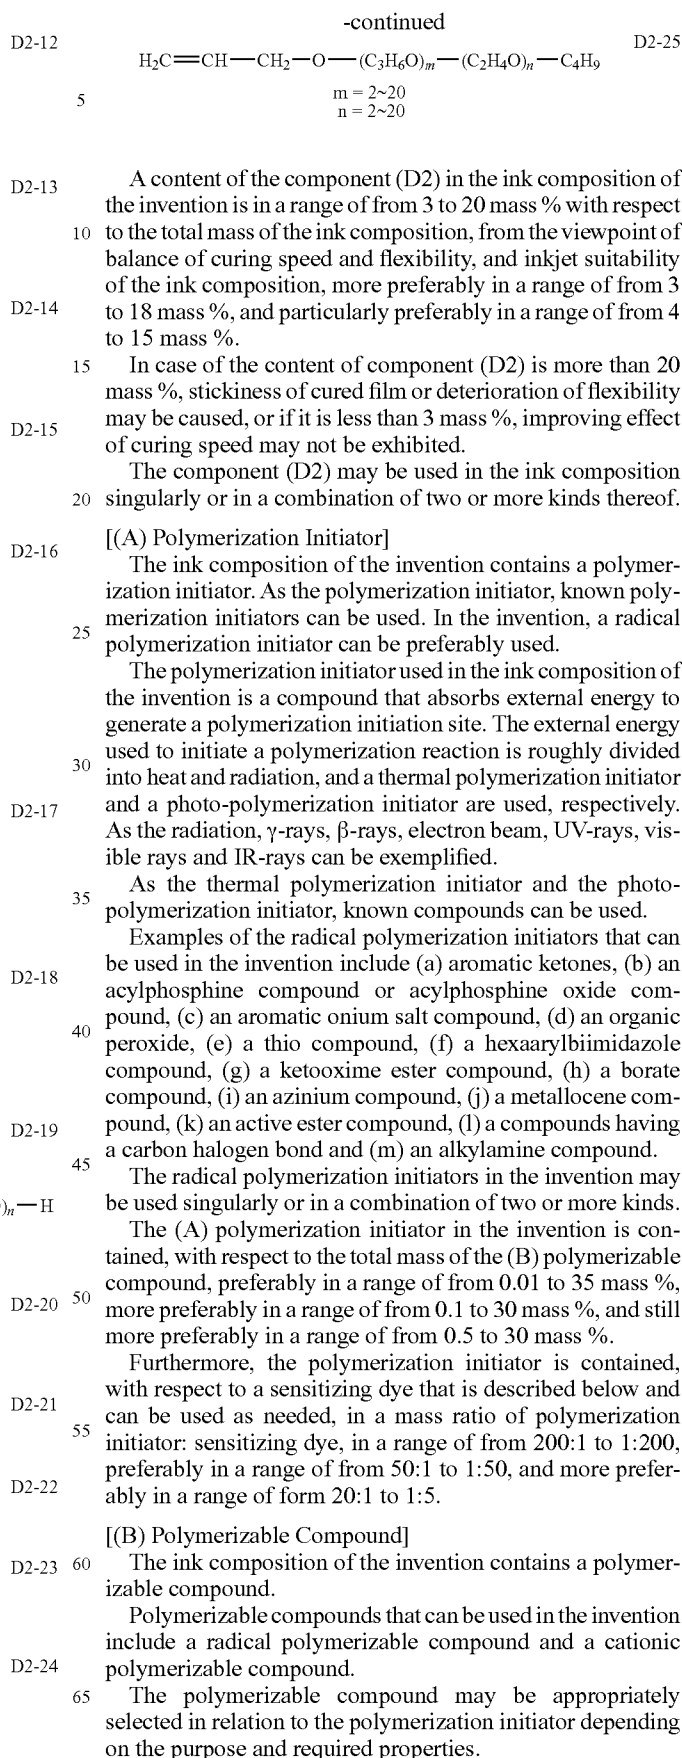 D2-12
D2-13
D2-14
D2-15
D2-16
D2-17
D2-18
D2-19
)n—H
D2-20
D2-21
D2-22
D2-23
D2-24
-continued
D2-25
H₂C=CH—CH₂—O—(C₃H₆O)m—(C₂H₄O)n—C₄H₉
m = 2~20
5
n = 2~20
A content of the component (D2) in the ink composition of
the invention is in a range of from 3 to 20 mass % with respect
10 to the total mass of the ink composition, from the viewpoint of
balance of curing speed and flexibility, and inkjet suitability
of the ink composition, more preferably in a range of from 3
to 18 mass %, and particularly preferably in a range of from 4
to 15 mass %.
15 In case of the content of component (D2) is more than 20
mass %, stickiness of cured film or deterioration of flexibility
may be caused, or if it is less than 3 mass %, improving effect
of curing speed may not be exhibited.
The component (D2) may be used in the ink composition
20 singularly or in a combination of two or more kinds thereof.
[(A) Polymerization Initiator]
The ink composition of the invention contains a polymer-
ization initiator. As the polymerization initiator, known poly-
merization initiators can be used. In the invention, a radical
25 polymerization initiator can be preferably used.
The polymerization initiator used in the ink composition of
the invention is a compound that absorbs external energy to
generate a polymerization initiation site. The external energy
used to initiate a polymerization reaction is roughly divided
30 into heat and radiation, and a thermal polymerization initiator
and a photo-polymerization initiator are used, respectively.
As the radiation, γ-rays, β-rays, electron beam, UV-rays, vis-
ible rays and IR-rays can be exemplified.
As the thermal polymerization initiator and the photo-
35 polymerization initiator, known compounds can be used.
Examples of the radical polymerization initiators that can
be used in the invention include (a) aromatic ketones, (b) an
acylphosphine compound or acylphosphine oxide com-
pound, (c) an aromatic onium salt compound, (d) an organic
40 peroxide, (e) a thio compound, (f) a hexaarylbiimidazole
compound, (g) a ketooxime ester compound, (h) a borate
compound, (i) an azinium compound, (j) a metallocene com-
pound, (k) an active ester compound, (l) a compounds having
a carbon halogen bond and (m) an alkylamine compound.
45 The radical polymerization initiators in the invention may
be used singularly or in a combination of two or more kinds.
The (A) polymerization initiator in the invention is con-
tained, with respect to the total mass of the (B) polymerizable
50 compound, preferably in a range of from 0.01 to 35 mass %,
more preferably in a range of from 0.1 to 30 mass %, and still
more preferably in a range of from 0.5 to 30 mass %.
Furthermore, the polymerization initiator is contained,
with respect to a sensitizing dye that is described below and
can be used as needed, in a mass ratio of polymerization
55 initiator: sensitizing dye, in a range of from 200:1 to 1:200,
preferably in a range of from 50:1 to 1:50, and more prefer-
ably in a range of form 20:1 to 1:5.
[(B) Polymerizable Compound]
60 The ink composition of the invention contains a polymer-
izable compound.
Polymerizable compounds that can be used in the invention
include a radical polymerizable compound and a cationic
polymerizable compound.
65 The polymerizable compound may be appropriately
selected in relation to the polymerization initiator depending
on the purpose and required properties.